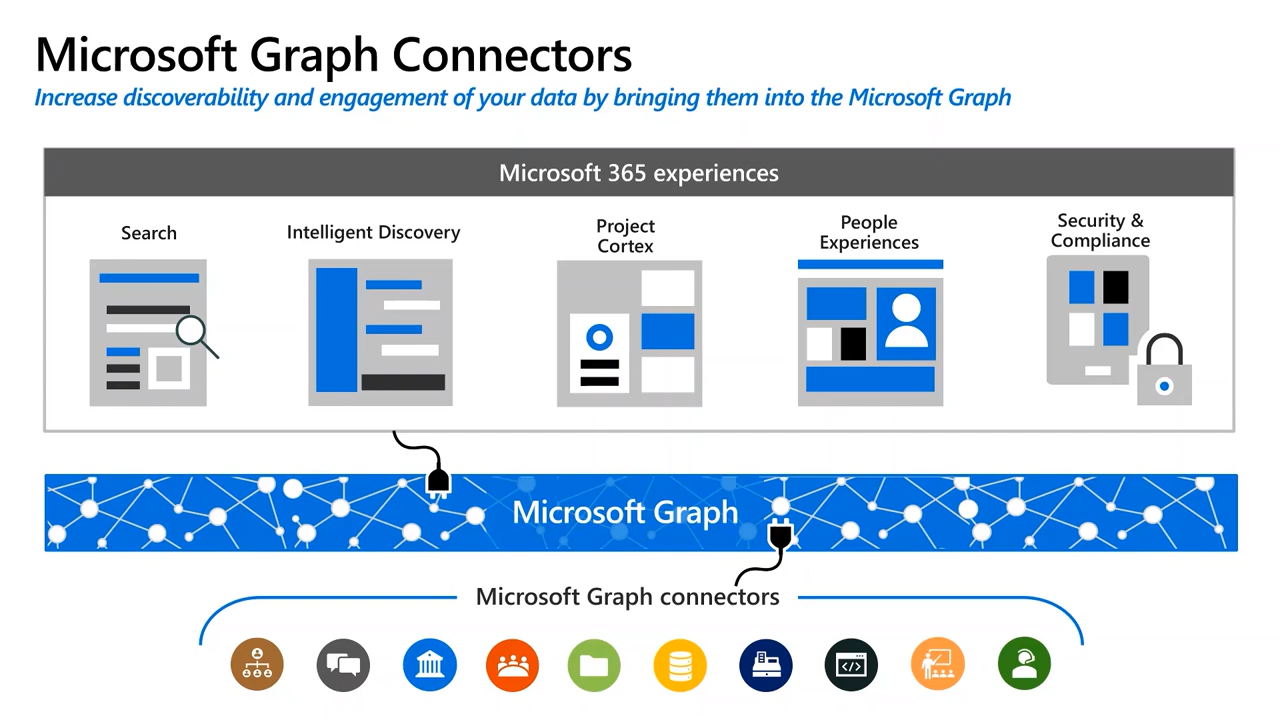 Microsoft Graph Connectors
Increase discoverability and engagement of your data by bringing them into the Microsoft Graph
Microsoft 365 experiences
Search
Intelligent Discovery
Project
Cortex
People
Experiences
Security &
Compliance
Microsoft Graph
Microsoft Graph connectors
</>